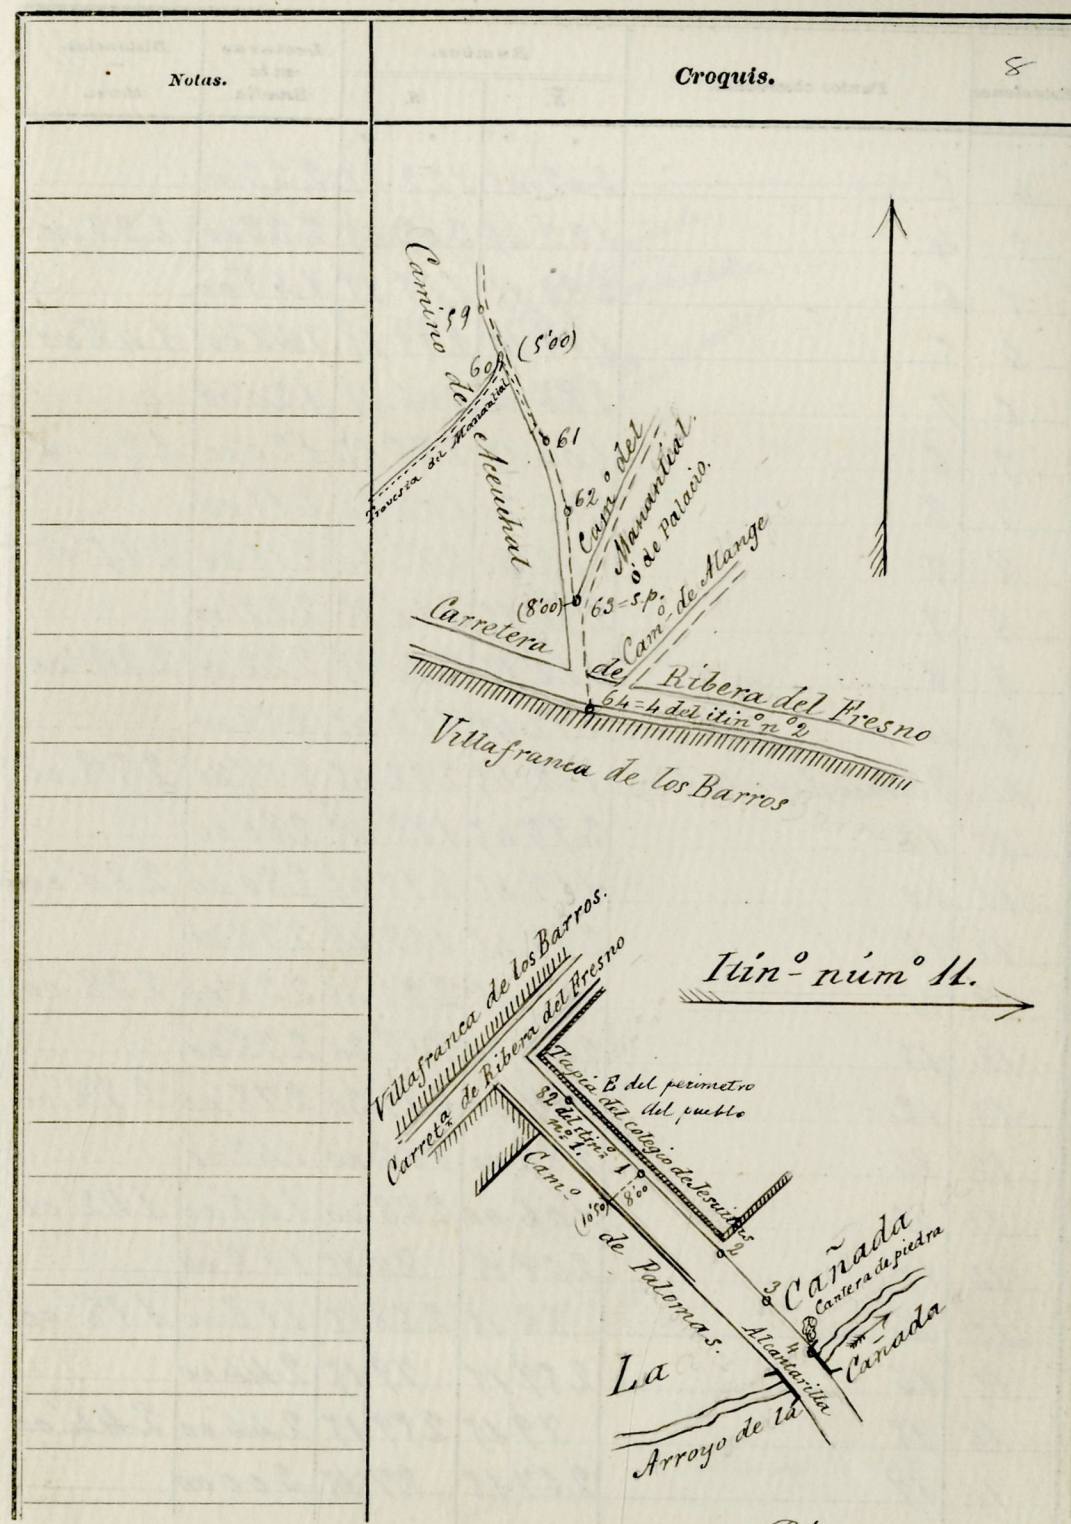 Notas.
Croquis.
8
Camino de Aceuchal
59
60
(5'00)
Travesia del Manantial
61
62
Camº del
Manantial
ó de Palacio.
(8'00)
63=s.p.
Camº de Alange
Carretera de Ribera del Fresno
64=4 del itinº nº 2
Villafranca de los Barros
Itinº númº 11.
Villafranca de los Barros.
Carretª de Ribera del Fresno
Tapia del colegio de Jesuitas
E del perimetro
del pueblo
82 del itinº
nº 1.
1
8'00
(10'50)
Camº de Palomas.
2
3
Cañada
Cantera de piedra
4
Alcantarilla
La Cañada
Arroyo de la